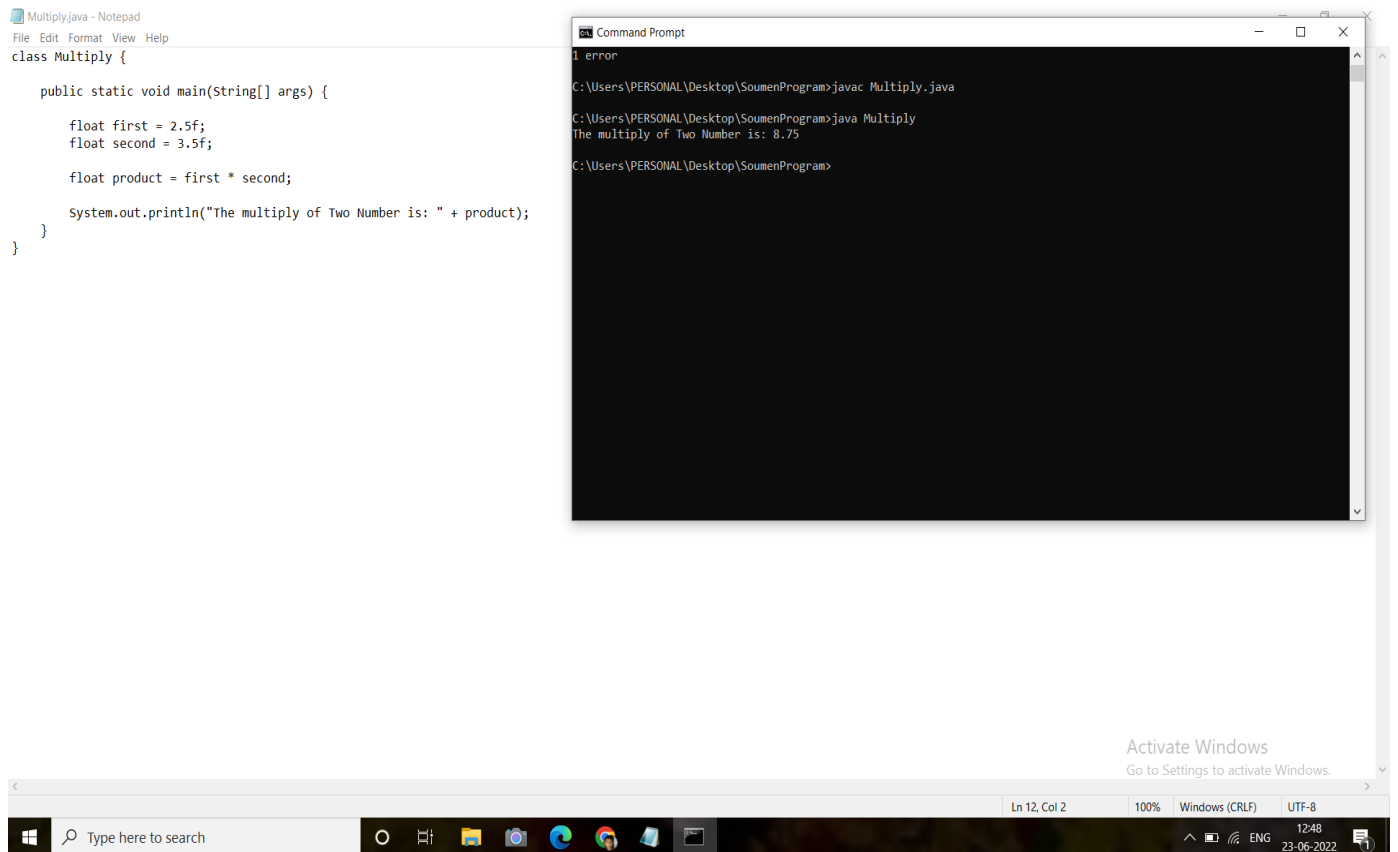 Multiply.java - Notepad
File Edit Format View Help
class Multiply {
public static void main(String[] args) {
float first = 2.5f;
float second = 3.5f;
float product = first * second;
System.out.println("The multiply of Two Number is: " + product);
}
}
Command Prompt
1 error
C:\Users\PERSONAL\Desktop\SoumenProgram>javac Multiply.java
C:\Users\PERSONAL\Desktop\SoumenProgram>java Multiply
The multiply of Two Number is: 8.75
C:\Users\PERSONAL\Desktop\SoumenProgram>
Activate Windows
Go to Settings to activate Windows.
Ln 12, Col 2
100%
Windows (CRLF)
UTF-8
Type here to search
ENG
12:48
23-06-2022
1